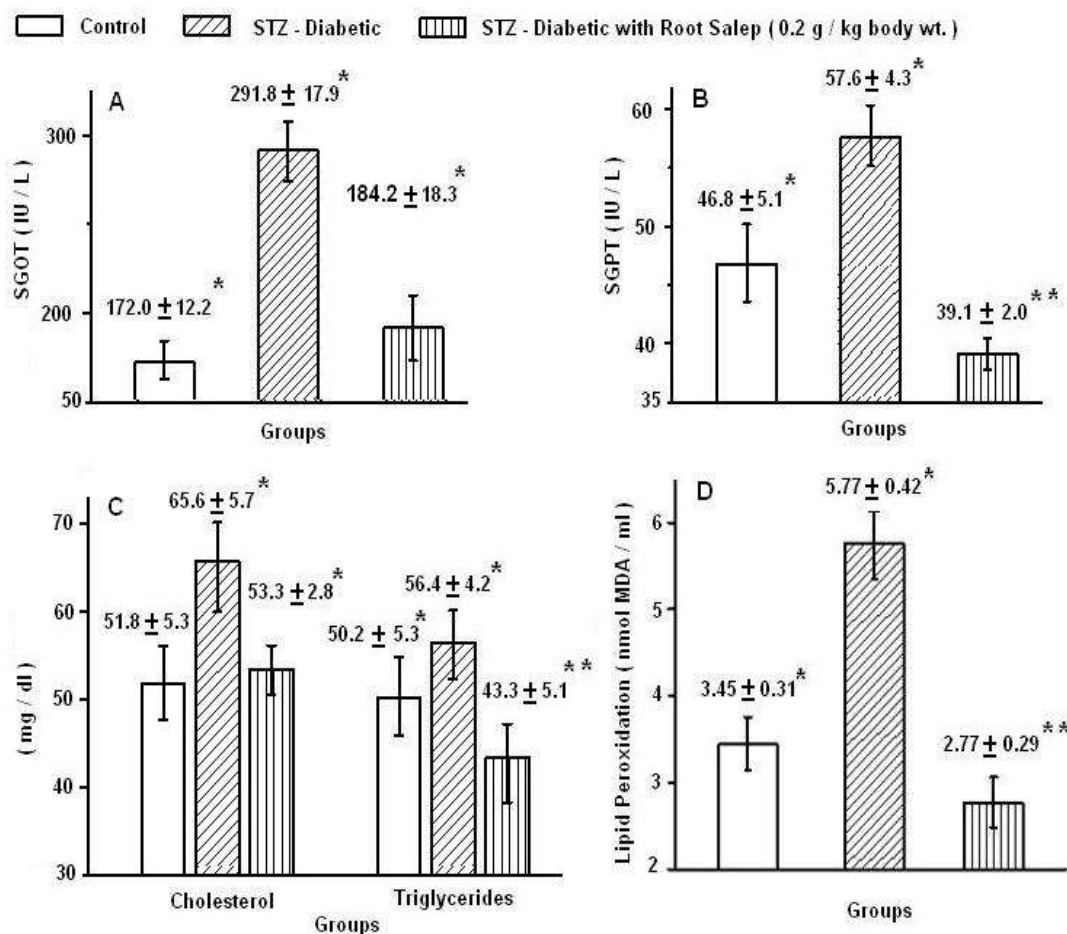 Control STZ - Diabetic STZ - Diabetic with Root Salep ( 0.2 g / kg body wt. )
A
SGOT ( IU / L )
300
200
50
172.0 ± 12.2 *
291.8 ± 17.9 *
184.2 ± 18.3 *
Groups
B
SGPT ( IU / L )
60
50
40
35
46.8 ± 5.1 *
57.6 ± 4.3 *
39.1 ± 2.0 **
Groups
C
( mg / dl )
70
60
50
40
30
51.8 ± 5.3
65.6 ± 5.7 *
53.3 ± 2.8 *
50.2 ± 5.3 *
56.4 ± 4.2 *
43.3 ± 5.1 **
Cholesterol Triglycerides
Groups
D
Lipid Peroxidation ( nmol MDA / ml )
6
5
4
3
2
3.45 ± 0.31 *
5.77 ± 0.42 *
2.77 ± 0.29 **
Groups